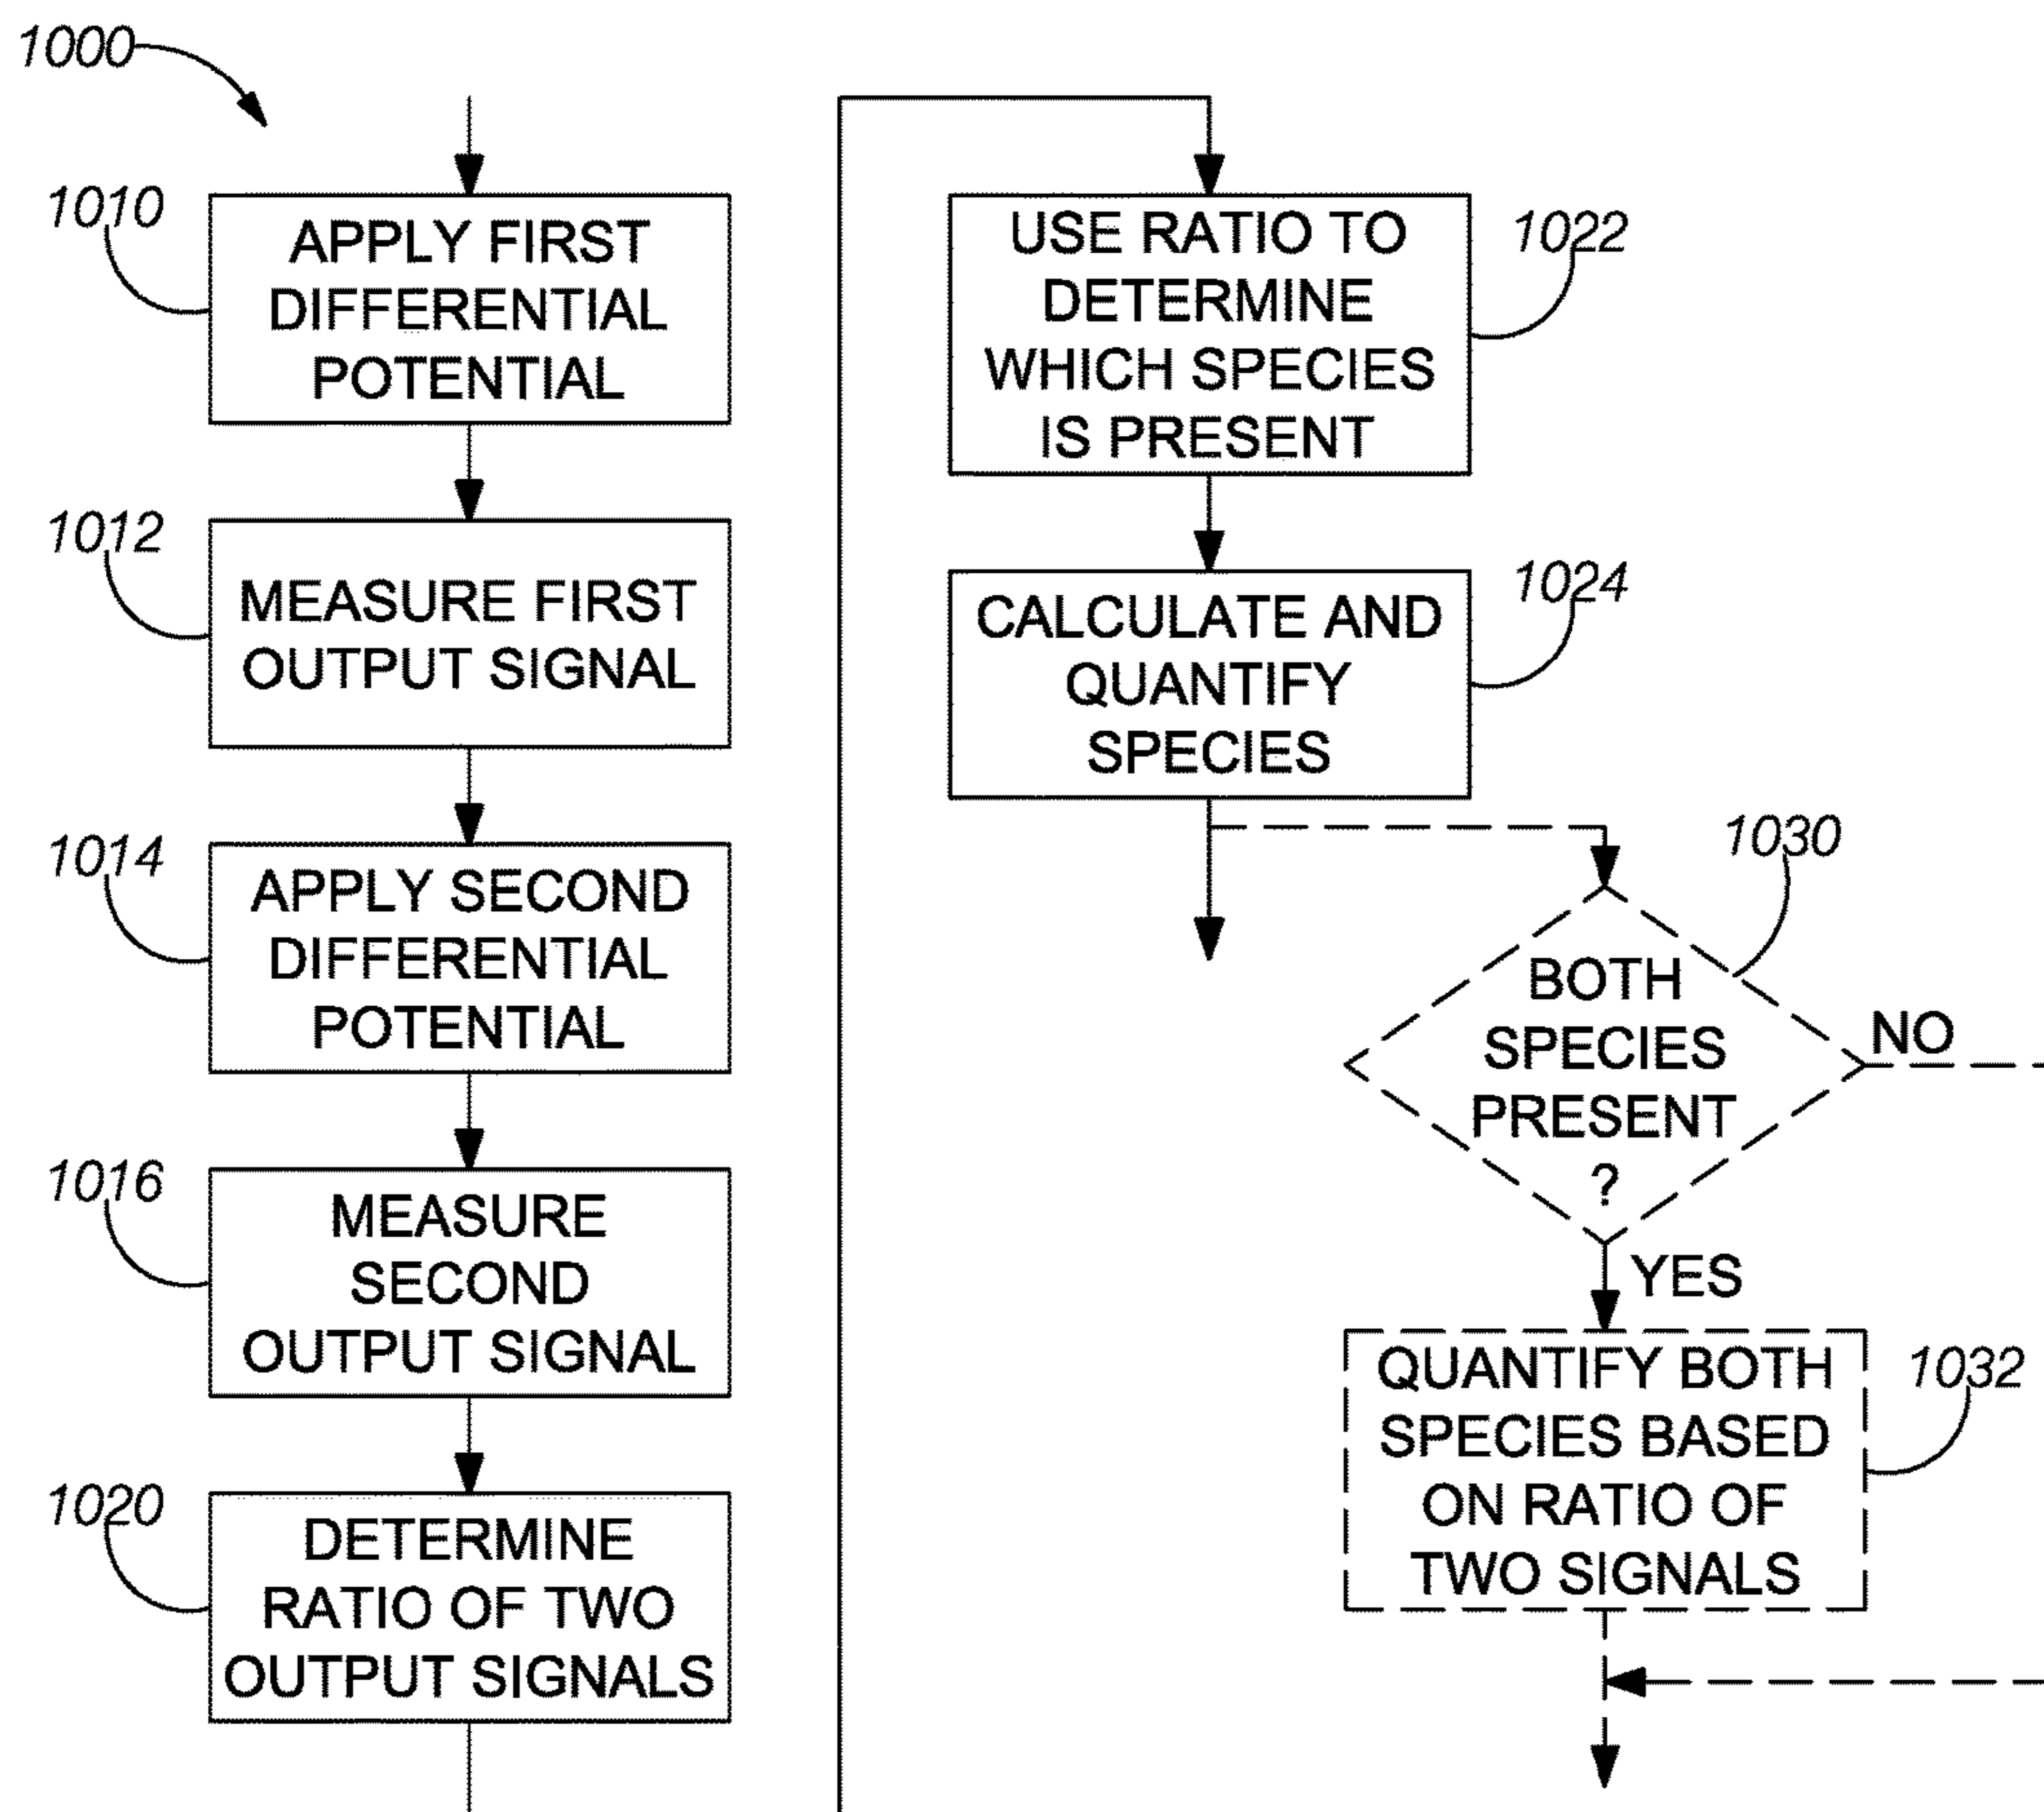 1000
1010
APPLY FIRST
DIFFERENTIAL
POTENTIAL
1012
MEASURE FIRST
OUTPUT SIGNAL
1014
APPLY SECOND
DIFFERENTIAL
POTENTIAL
1016
MEASURE
SECOND
OUTPUT SIGNAL
1020
DETERMINE
RATIO OF TWO
OUTPUT SIGNALS
USE RATIO TO
DETERMINE
WHICH SPECIES
IS PRESENT
1022
CALCULATE AND
QUANTIFY
SPECIES
1024
1030
BOTH
SPECIES
PRESENT
?
NO
YES
QUANTIFY BOTH
SPECIES BASED
ON RATIO OF
TWO SIGNALS
1032